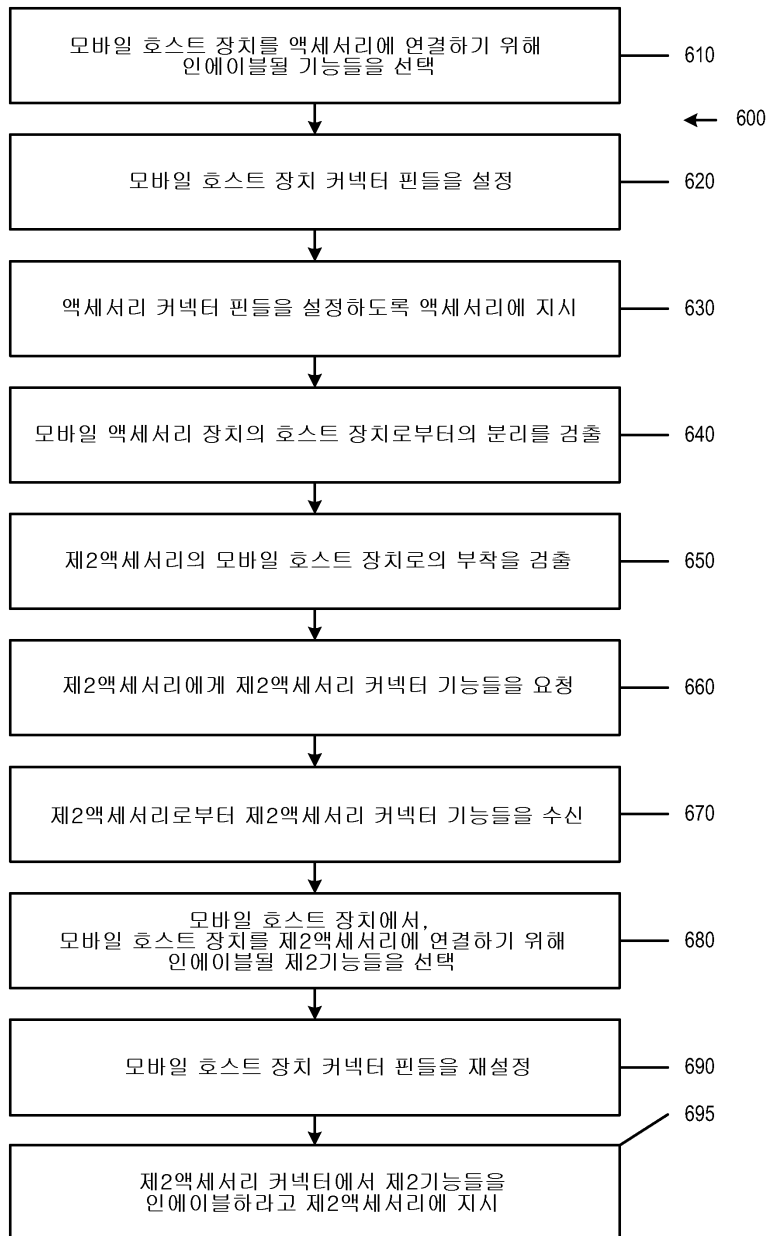 모바일 호스트 장치를 액세서리에 연결하기 위해
인에이블될 기능들을 선택
610
600
모바일 호스트 장치 커넥터 핀들을 설정
620
액세서리 커넥터 핀들을 설정하도록 액세서리에 지시
630
모바일 액세서리 장치의 호스트 장치로부터의 분리를 검출
640
제2액세서리의 모바일 호스트 장치로의 부착을 검출
650
제2액세서리에게 제2액세서리 커넥터 기능들을 요청
660
제2액세서리로부터 제2액세서리 커넥터 기능들을 수신
670
모바일 호스트 장치에서,
모바일 호스트 장치를 제2액세서리에 연결하기 위해
인에이블될 제2기능들을 선택
680
모바일 호스트 장치 커넥터 핀들을 재설정
690
695
제2액세서리 커넥터에서 제2기능들을
인에이블하라고 제2액세서리에 지시